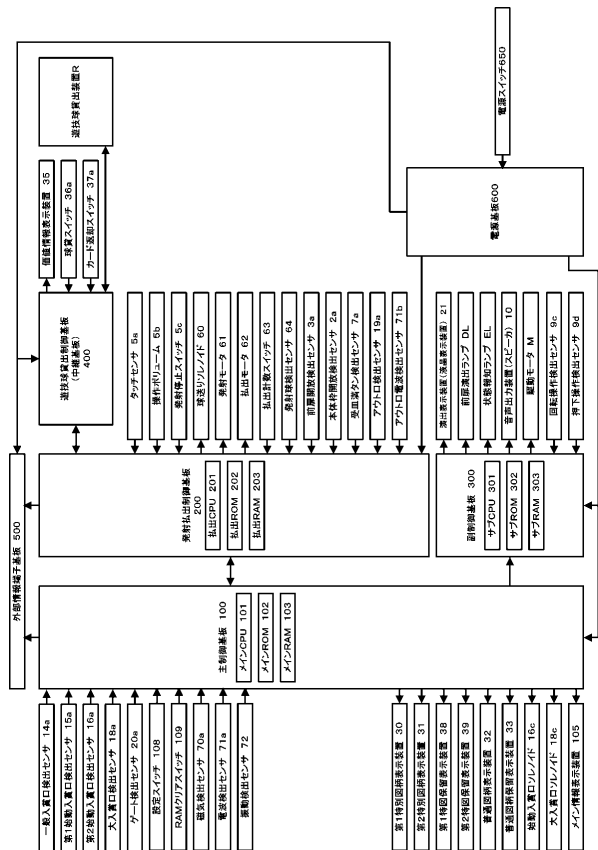 外部情報端子基板 500
遊技球貸出装置R
価値情報表示装置 35
球貸スイッチ 36a
カード返却スイッチ 37a
遊技球貸出制御基板
(中継基板)
400
電源スイッチ650
電源基板600
タッチセンサ 5a
操作ボリューム 5b
発射停止スイッチ 5c
球送りソレノイド 60
発射モータ 61
払出モータ 62
払出計数スイッチ 63
発射球検出センサ 64
前扉開放検出センサ 3a
本体枠開放検出センサ 2a
受皿満タン検出センサ 7a
アウトロ検出センサ 19a
アウトロ電波検出センサ 71b
発射払出制御基板
200
払出CPU 201
払出ROM 202
払出RAM 203
演出表示装置(液晶表示装置) 21
前扉演出ランプ DL
状態報知ランプ EL
音声出力装置(スピーカ) 10
駆動モータ M
回転操作検出センサ 9c
押下操作検出センサ 9d
副制御基板 300
サブCPU 301
サブROM 302
サブRAM 303
主制御基板 100
メインCPU 101
メインROM 102
メインRAM 103
一般入賞口検出センサ 14a
第1始動入賞口検出センサ 15a
第2始動入賞口検出センサ 16a
大入賞口検出センサ 18a
ゲート検出センサ 20a
設定スイッチ 108
RAMクリアスイッチ 109
磁気検出センサ 70a
電波検出センサ 71a
振動検出センサ 72
第1特別図柄表示装置 30
第2特別図柄表示装置 31
第1特図保留表示装置 38
第2特図保留表示装置 39
普通図柄表示装置 32
普通図柄保留表示装置 33
始動入賞口ソレノイド 16c
大入賞口ソレノイド 18c
メイン情報表示装置 105